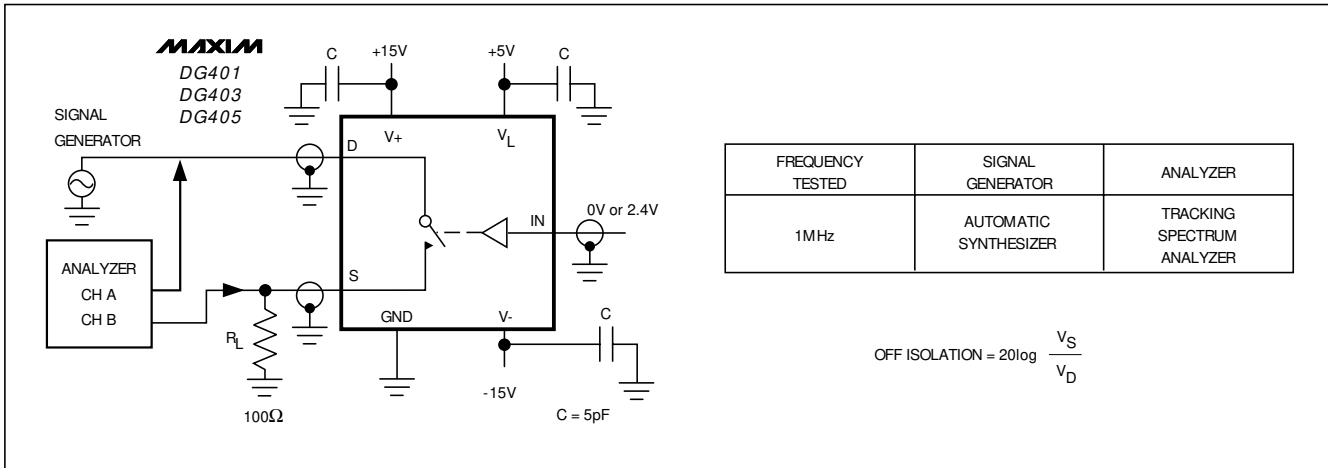 MAXIM
DG401
DG403
DG405
SIGNAL
GENERATOR
C
+15V
+5V
C
V+
VL
D
IN
0V or 2.4V
S
ANALYZER
CH A
CH B
RL
100Ω
GND
V-
C
-15V
C = 5pF
FREQUENCY
TESTED
SIGNAL
GENERATOR
ANALYZER
1MHz
AUTOMATIC
SYNTHESIZER
TRACKING
SPECTRUM
ANALYZER
OFF ISOLATION = 20log VS
VD